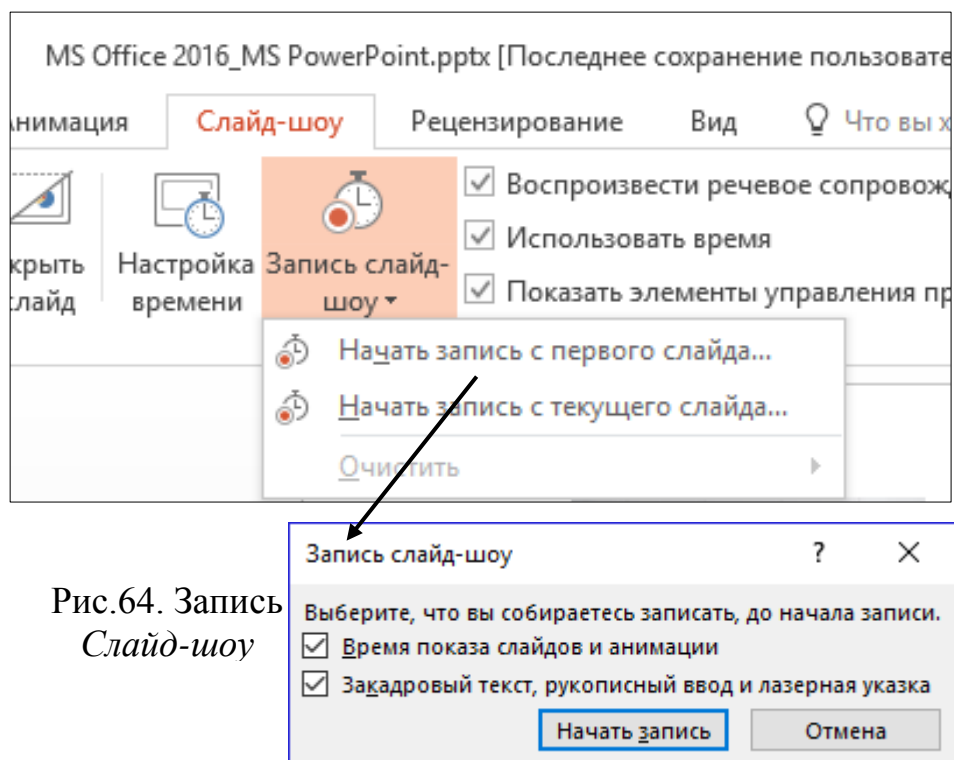 MS Office 2016_MS PowerPoint.pptx [Последнее сохранение пользовате
нимация Слайд-шоу Рецензирование Вид Что вы х
крыть
слайд
Настройка
времени
Запись слайд-
шоу
Воспроизвести речевое сопровож
Использовать время
Показать элементы управления пр
Начать запись с первого слайда...
Начать запись с текущего слайда...
Очистить
Рис.64. Запись
Слайд-шоу
Запись слайд-шоу ?
Выберите, что вы собираетесь записать, до начала записи.
Время показа слайдов и анимации
Закадровый текст, рукописный ввод и лазерная указка
Начать запись Отмена